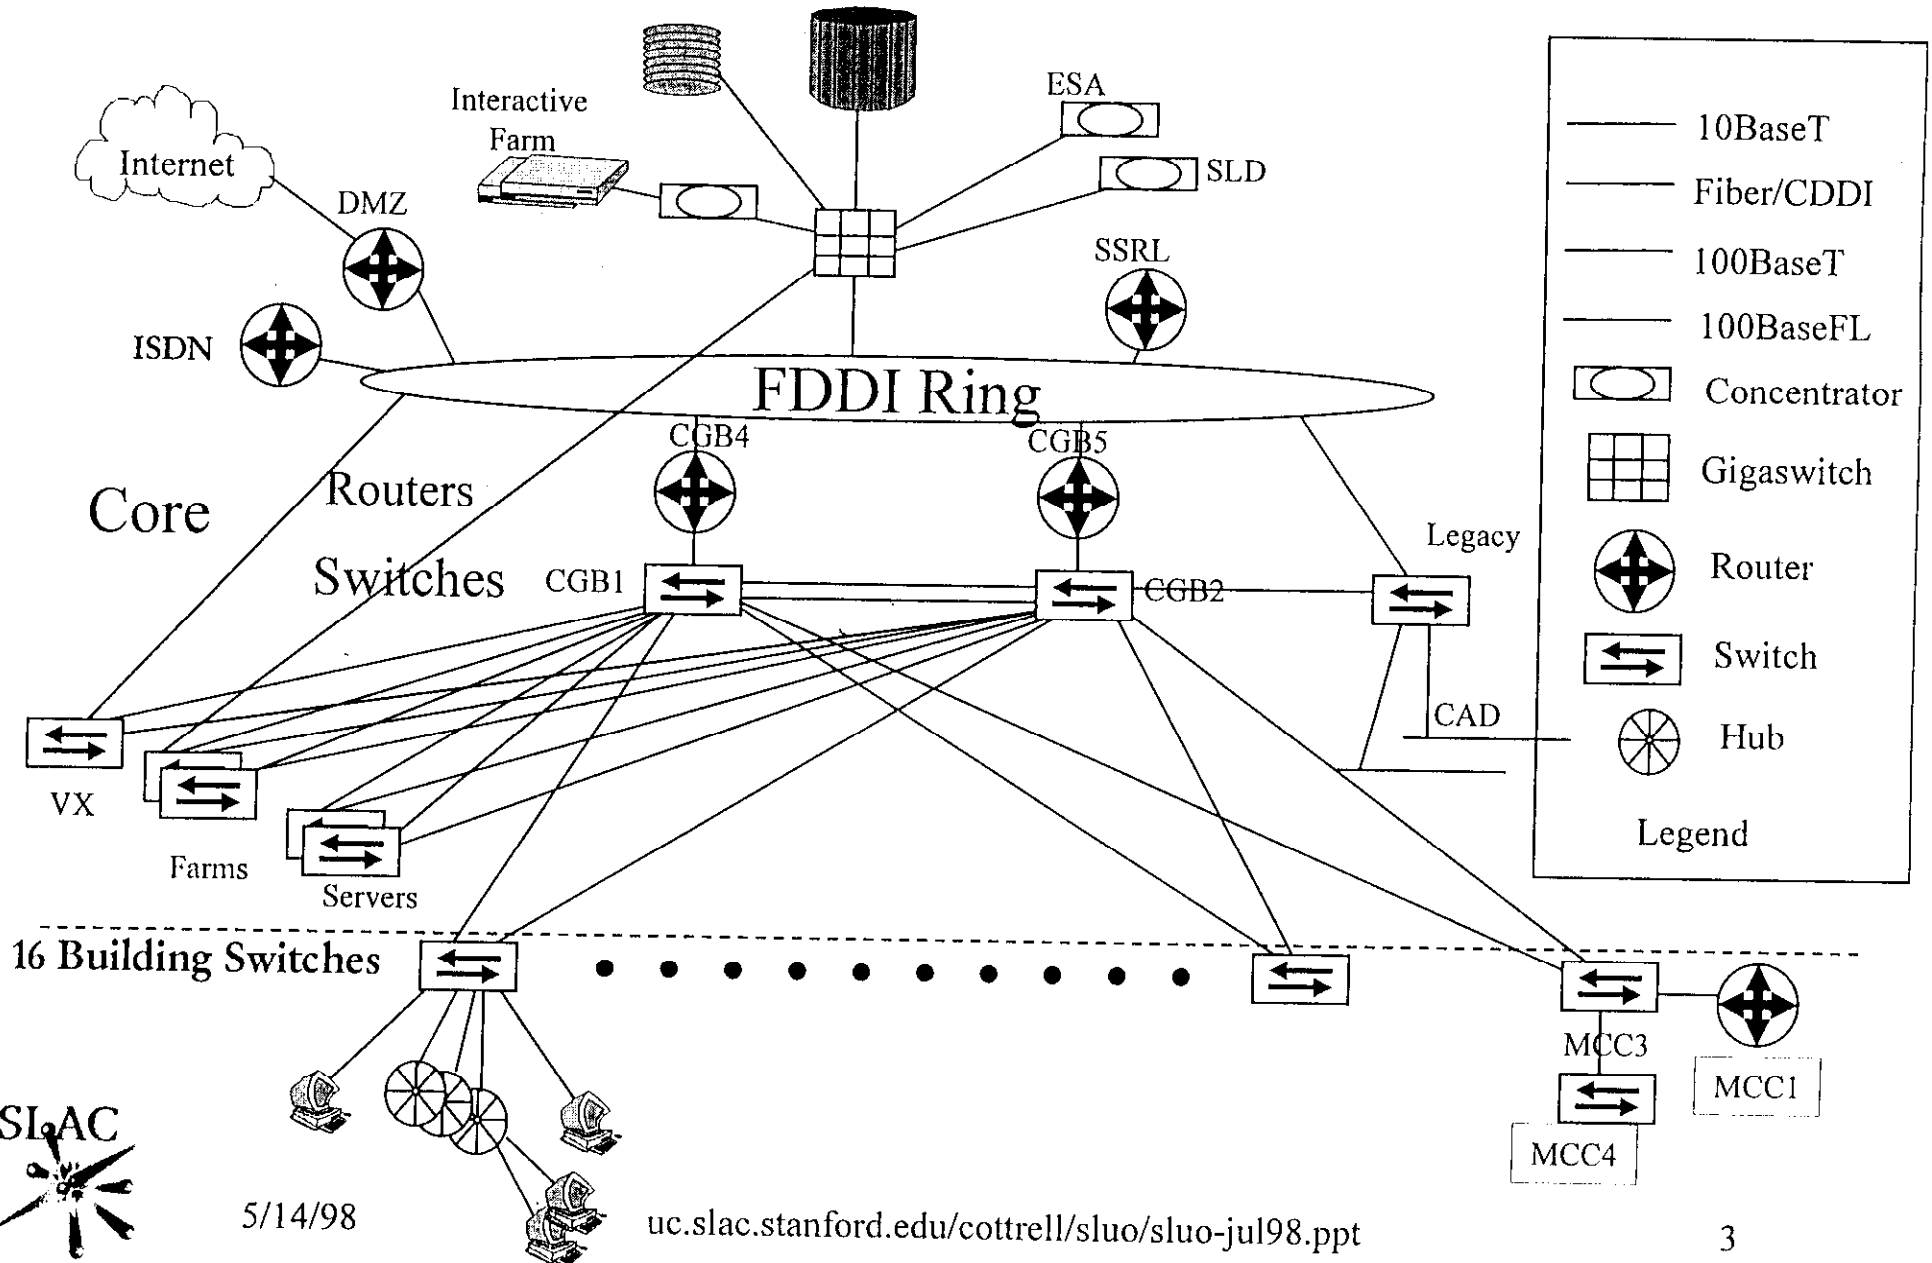 Internet
Interactive
Farm
ESA
SLD
DMZ
ISDN
SSRL
FDDI Ring
CGB4
CGB5
Core
Routers
Switches
CGB1
CGB2
Legacy
CAD
VX
Farms
Servers
16 Building Switches
MCC3
MCC1
MCC4
10BaseT
Fiber/CDDI
100BaseT
100BaseFL
Concentrator
Gigaswitch
Router
Switch
Hub
Legend
SLAC
5/14/98
uc.slac.stanford.edu/cottrell/sluo/sluo-jul98.ppt
3